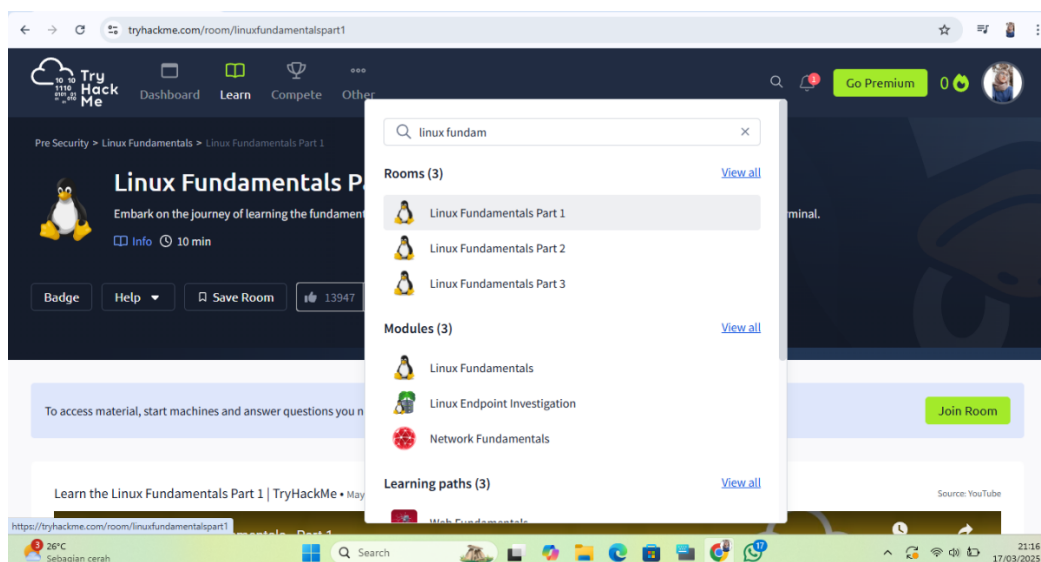 tryhackme.com/room/linuxfundamentalspart1
Try
Hack
Me
Dashboard
Learn
Compete
Other
Go Premium
0
Pre Security > Linux Fundamentals > Linux Fundamentals Part 1
Linux Fundamentals P
Embark on the journey of learning the fundament
minal.
Info
10 min
Badge
Help
Save Room
13947
linux fundam
Rooms (3)
View all
Linux Fundamentals Part 1
Linux Fundamentals Part 2
Linux Fundamentals Part 3
Modules (3)
View all
Linux Fundamentals
Linux Endpoint Investigation
Network Fundamentals
Learning paths (3)
View all
Web Fundamentals
To access material, start machines and answer questions you n
Join Room
Learn the Linux Fundamentals Part 1 | TryHackMe • May
Source: YouTube
https://tryhackme.com/room/linuxfundamentalspart1
26°C
Sebagian cerah
Search
17
21:16
17/03/2025